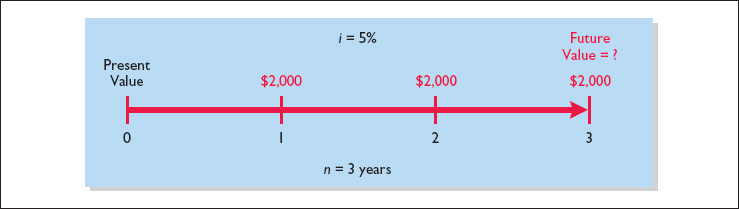 i = 5%
Future
Value = ?
Present
Value
$2,000
$2,000
$2,000
0
1
2
3
n = 3 years